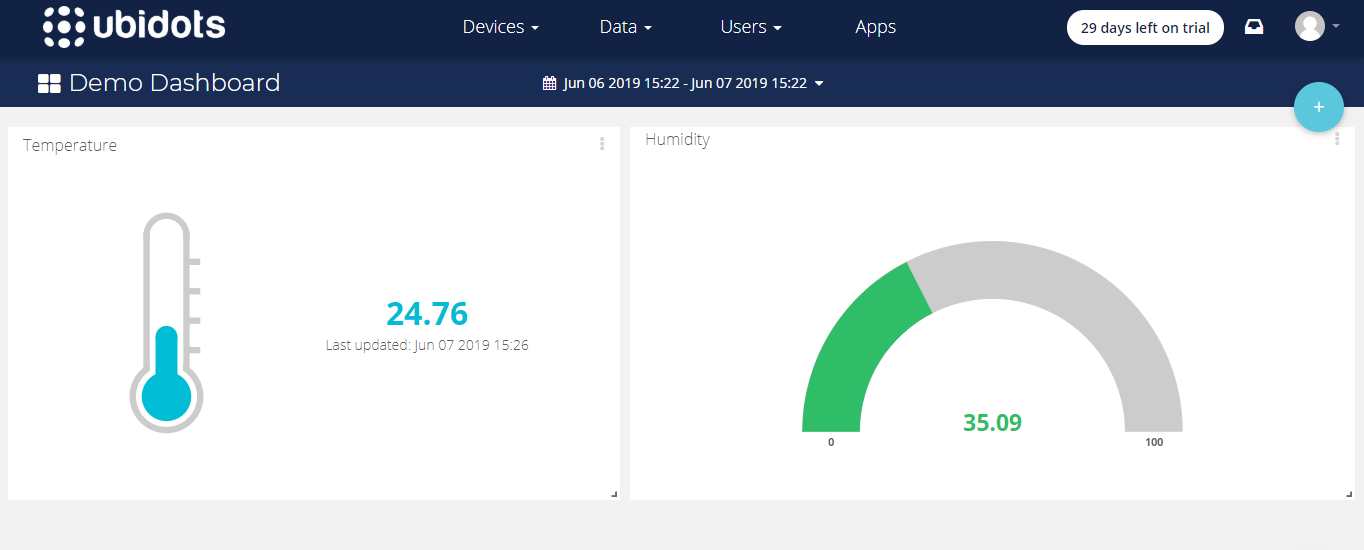 ubidots
Devices
Data
Users
Apps
29 days left on trial
Demo Dashboard
Jun 06 2019 15:22 - Jun 07 2019 15:22
+
Temperature
24.76
Last updated: Jun 07 2019 15:26
Humidity
35.09
0
100